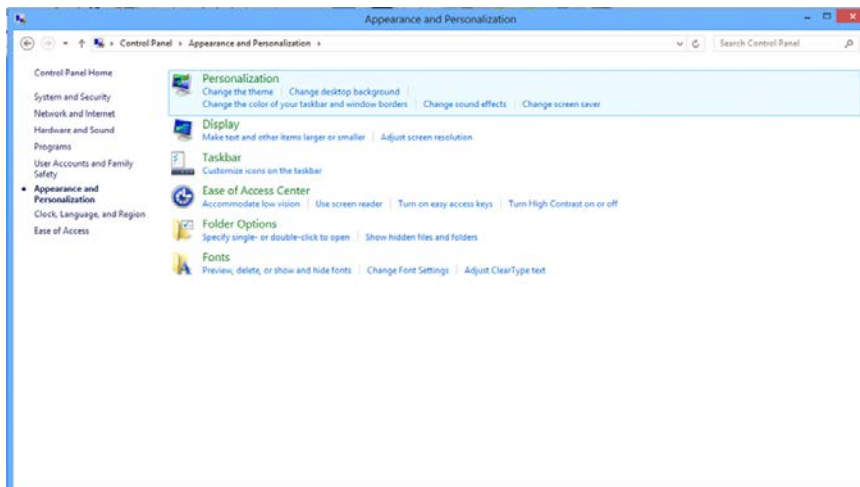 Appearance and Personalization
Control Panel Appearance and Personalization
Search Control Panel
Control Panel Home
System and Security
Network and Internet
Hardware and Sound
Programs
User Accounts and Family
Safety
Appearance and
Personalization
Clock, Language, and Region
Ease of Access
Personalization
Change the theme Change desktop background
Change the color of your taskbar and window borders Change sound effects Change screen saver
Display
Make text and other items larger or smaller Adjust screen resolution
Taskbar
Customize icons on the taskbar
Ease of Access Center
Accommodate low vision Use screen reader Turn on easy access keys Turn High Contrast on or off
Folder Options
Specify single- or double-click to open Show hidden files and folders
Fonts
Preview, delete, or show and hide fonts Change Font Settings Adjust ClearType text